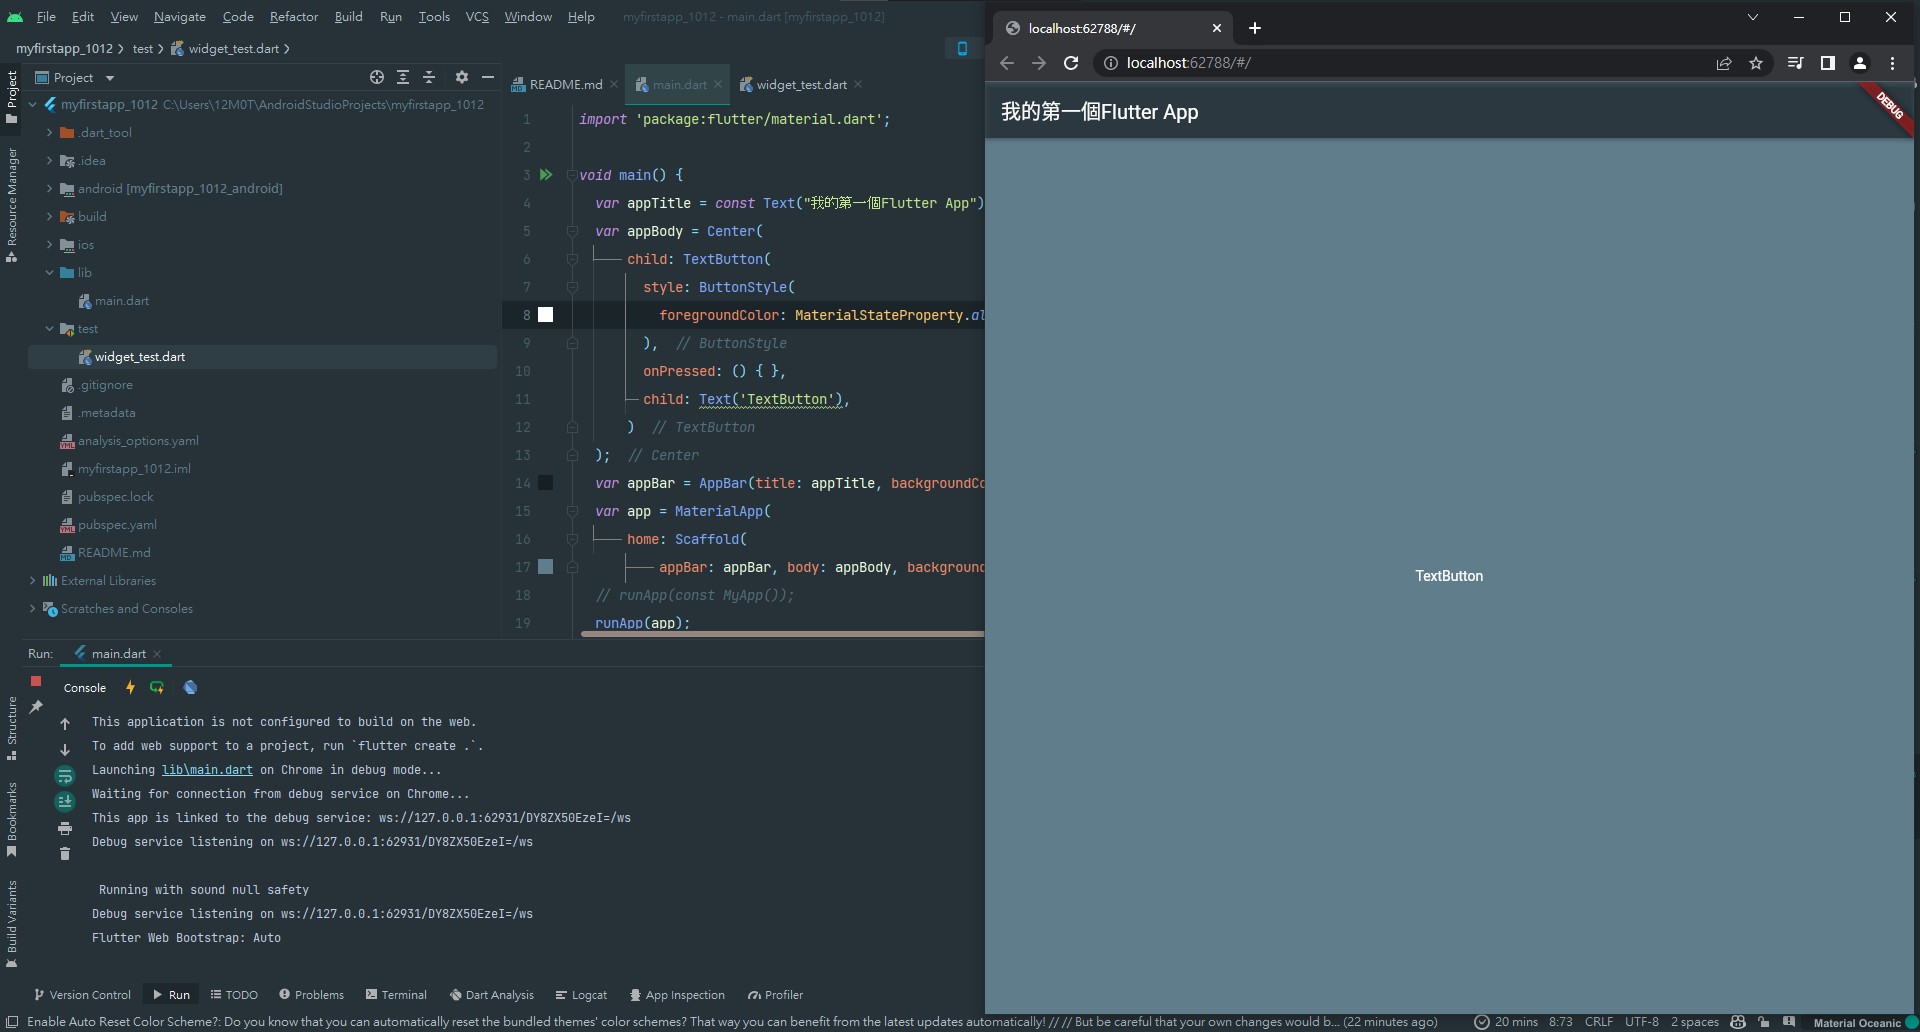 File Edit View Navigate Code Refactor Build Run Tools VCS Window Help myfirstapp_1012 - main.dart [myfirstapp_1012]
myfirstapp_1012 test widget_test.dart
Project
README.md main.dart widget_test.dart
myfirstapp_1012 C:\Users\12M0T\AndroidStudioProjects\myfirstapp_1012
.dart_tool
.idea
android [myfirstapp_1012_android]
build
ios
lib
main.dart
test
widget_test.dart
.gitignore
.metadata
analysis_options.yaml
myfirstapp_1012.iml
pubspec.lock
pubspec.yaml
README.md
External Libraries
Scratches and Consoles
Project
Resource Manager
Structure
Bookmarks
Build Variants
1 import 'package:flutter/material.dart';
2
3 void main() {
4 var appTitle = const Text("我的第一個Flutter App")
5 var appBody = Center(
6 child: TextButton(
7 style: ButtonStyle(
8 foregroundColor: MaterialStateProperty.al
9 ), // ButtonStyle
10 onPressed: () { },
11 child: Text('TextButton'),
12 ) // TextButton
13 ); // Center
14 var appBar = AppBar(title: appTitle, backgroundCo
15 var app = MaterialApp(
16 home: Scaffold(
17 appBar: appBar, body: appBody, background
18 // runApp(const MyApp());
19 runApp(app);
Run: main.dart
Console
This application is not configured to build on the web.
To add web support to a project, run `flutter create .`.
Launching lib\main.dart on Chrome in debug mode...
Waiting for connection from debug service on Chrome...
This app is linked to the debug service: ws://127.0.0.1:62931/DY8ZX50EzeI=/ws
Debug service listening on ws://127.0.0.1:62931/DY8ZX50EzeI=/ws
Running with sound null safety
Debug service listening on ws://127.0.0.1:62931/DY8ZX50EzeI=/ws
Flutter Web Bootstrap: Auto
Version Control Run TODO Problems Terminal Dart Analysis Logcat App Inspection Profiler
Enable Auto Reset Color Scheme?: Do you know that you can automatically reset the bundled themes' color schemes? That way you can benefit from the latest updates automatically! // // But be careful that your own changes would b... (22 minutes ago) 20 mins 8:73 CRLF UTF-8 2 spaces Material Oceanic
localhost:62788/#/
localhost:62788/#/
我的第一個Flutter App
DEBUG
TextButton